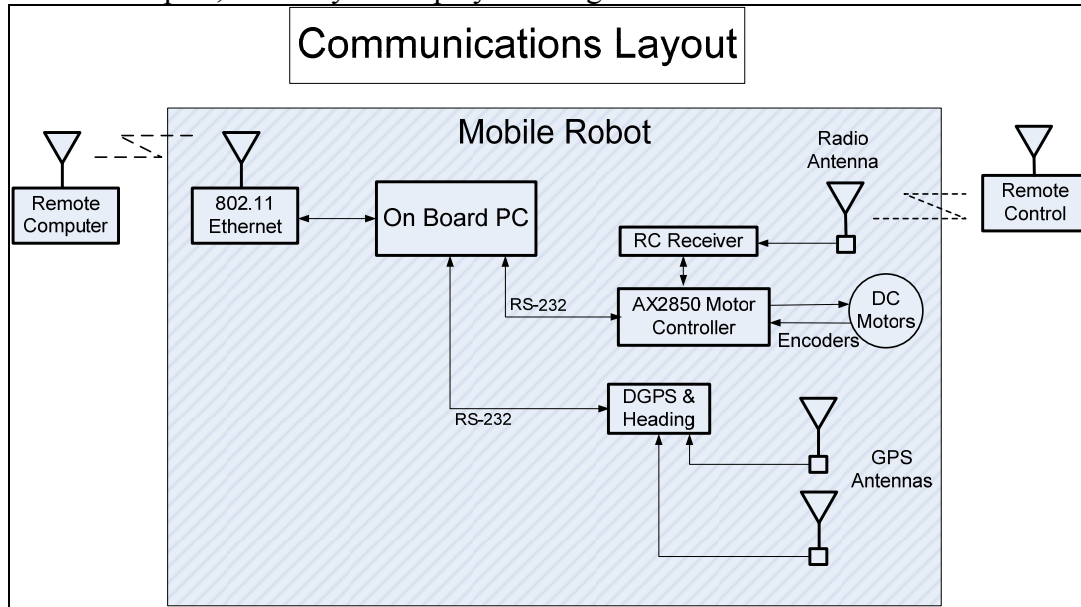 Communications Layout
Mobile Robot
Radio
Antenna
Remote
Computer
802.11
Ethernet
On Board PC
Remote
Control
RC Receiver
RS-232
AX2850 Motor
Controller
DC
Motors
Encoders
DGPS &
Heading
RS-232
GPS
Antennas